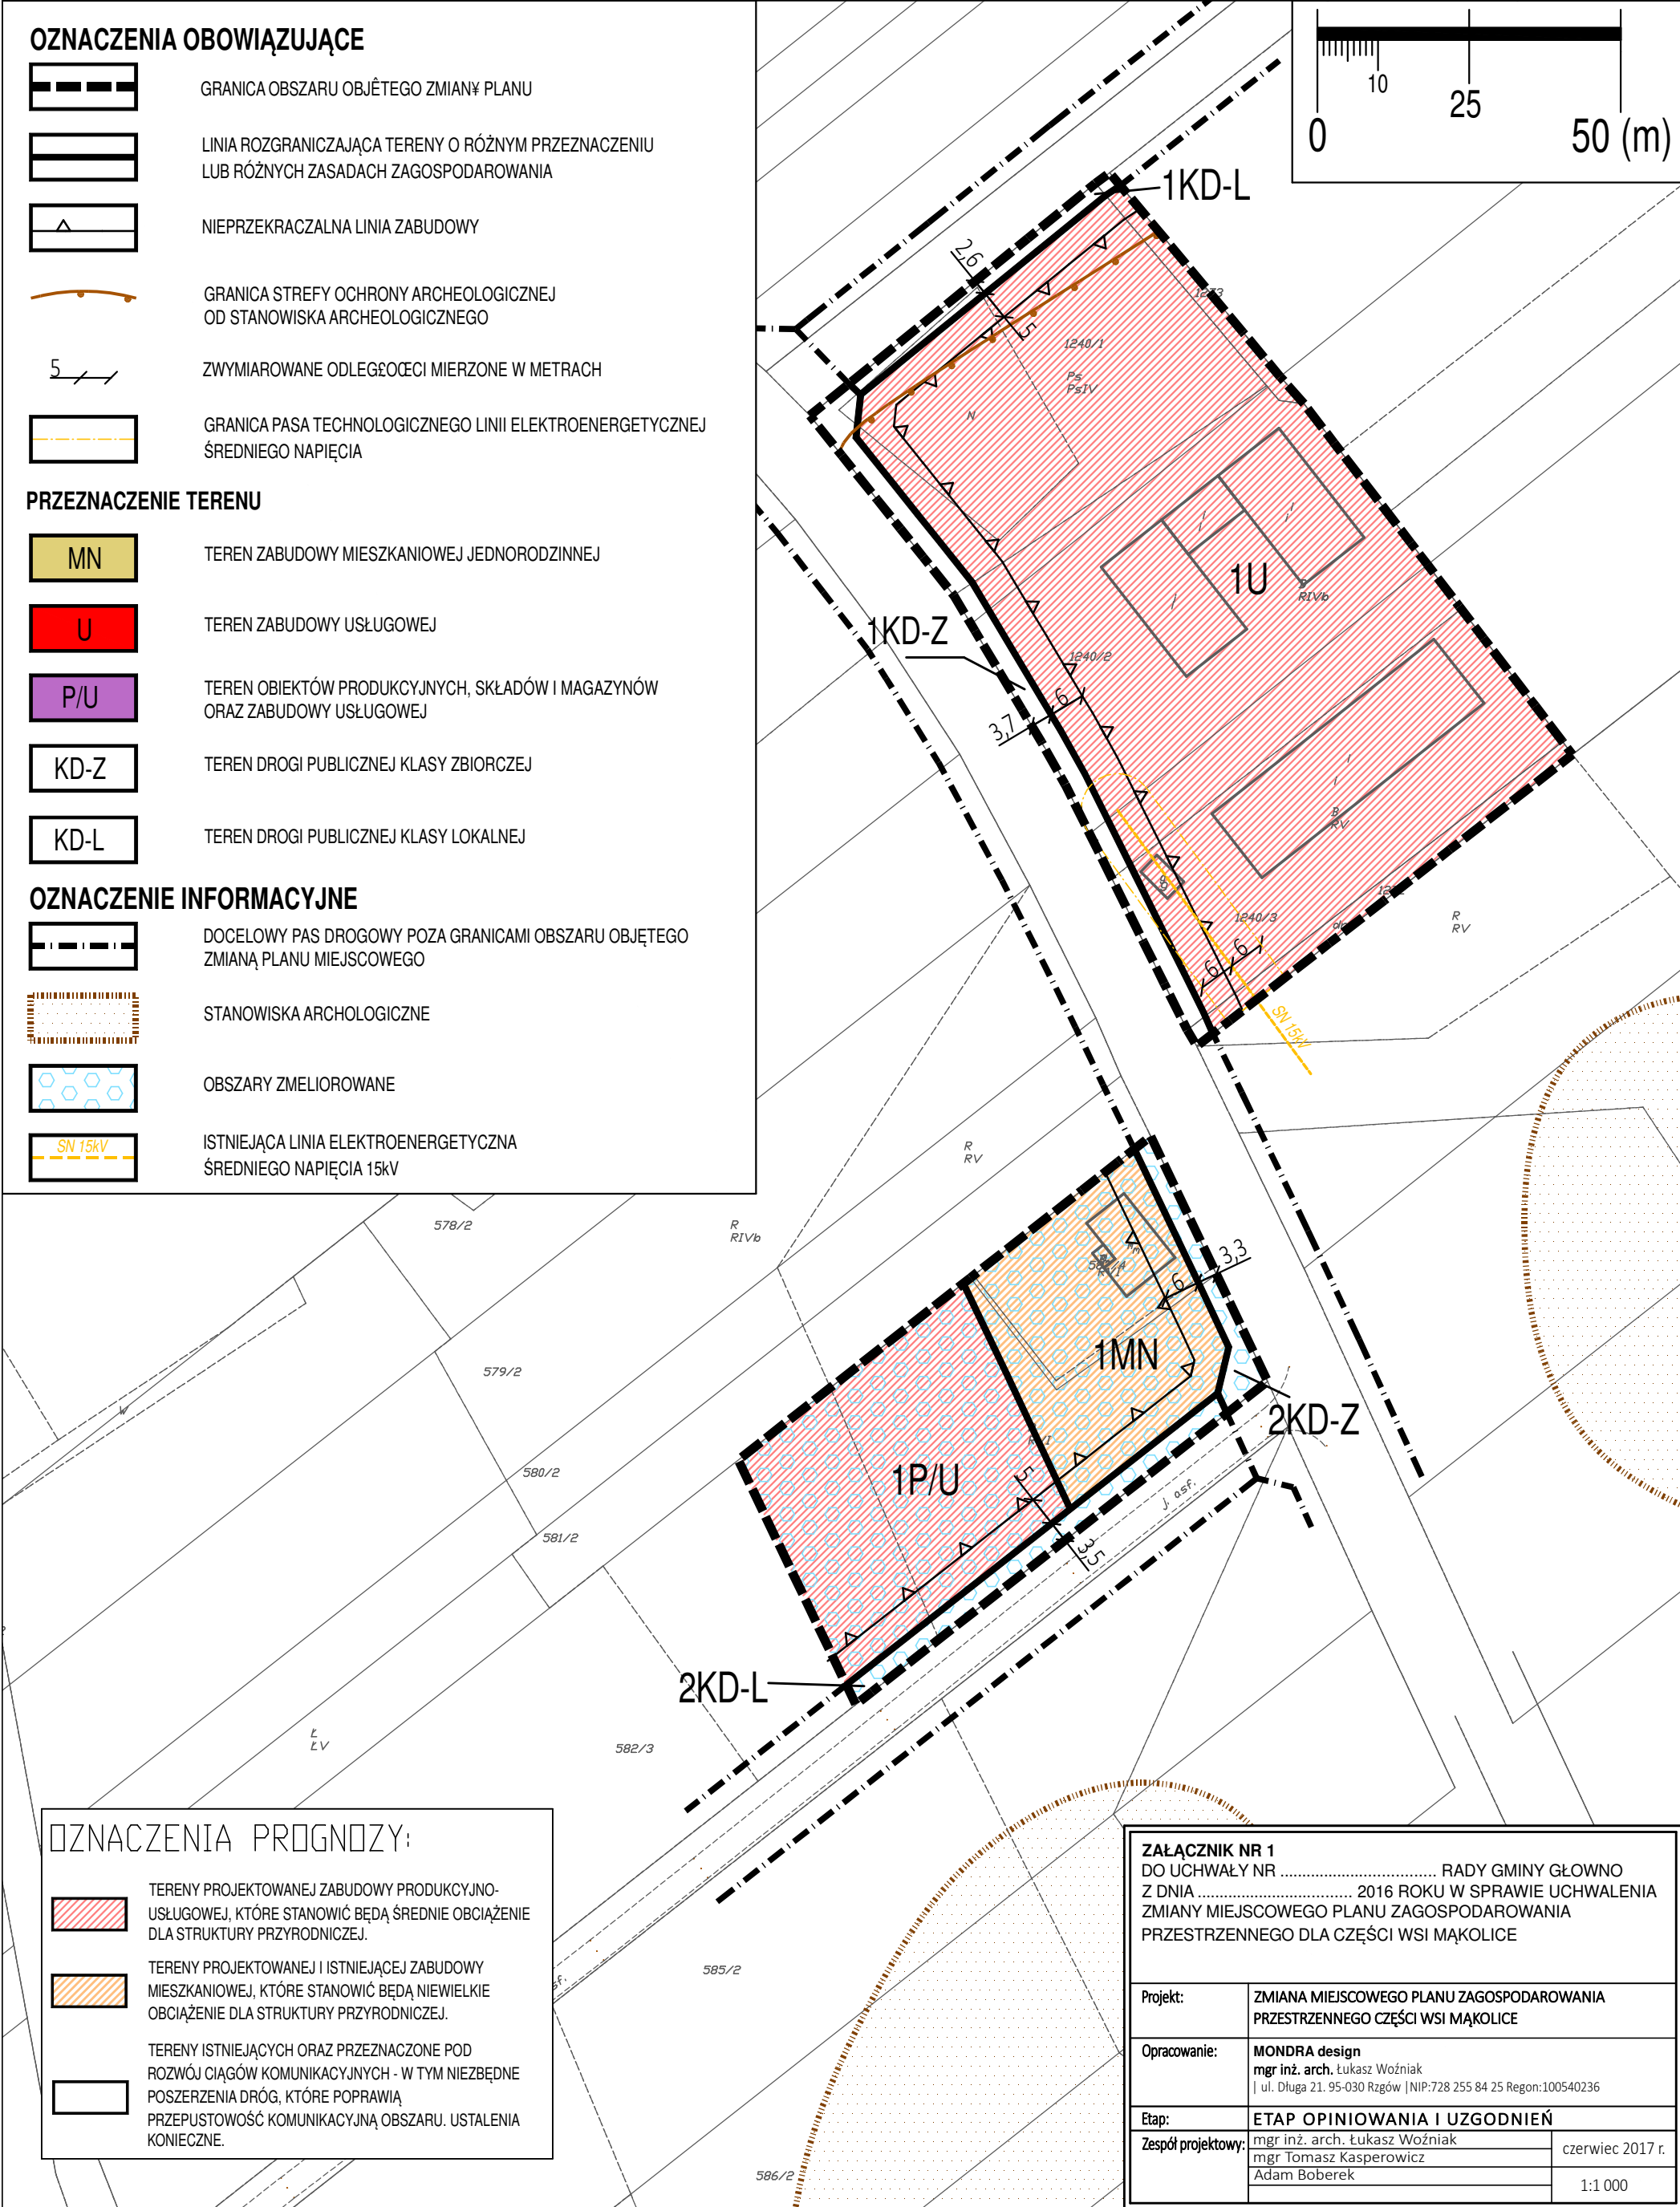 OZNACZENIA OBOWIĄZUJĄCE
GRANICA OBSZARU OBJÊTEGO ZMIAN¥ PLANU
LINIA ROZGRANICZAJĄCA TERENY O RÓŻNYM PRZEZNACZENIU
LUB RÓŻNYCH ZASADACH ZAGOSPODAROWANIA
NIEPRZEKRACZALNA LINIA ZABUDOWY
GRANICA STREFY OCHRONY ARCHEOLOGICZNEJ
OD STANOWISKA ARCHEOLOGICZNEGO
5
ZWYMIAROWANE ODLEG£OŒCI MIERZONE W METRACH
GRANICA PASA TECHNOLOGICZNEGO LINII ELEKTROENERGETYCZNEJ
ŚREDNIEGO NAPIĘCIA
PRZEZNACZENIE TERENU
MN
TEREN ZABUDOWY MIESZKANIOWEJ JEDNORODZINNEJ
U
TEREN ZABUDOWY USŁUGOWEJ
P/U
TEREN OBIEKTÓW PRODUKCYJNYCH, SKŁADÓW I MAGAZYNÓW
ORAZ ZABUDOWY USŁUGOWEJ
KD-Z
TEREN DROGI PUBLICZNEJ KLASY ZBIORCZEJ
KD-L
TEREN DROGI PUBLICZNEJ KLASY LOKALNEJ
OZNACZENIE INFORMACYJNE
DOCELOWY PAS DROGOWY POZA GRANICAMI OBSZARU OBJĘTEGO
ZMIANĄ PLANU MIEJSCOWEGO
STANOWISKA ARCHOLOGICZNE
OBSZARY ZMELIOROWANE
SN 15kV
ISTNIEJĄCA LINIA ELEKTROENERGETYCZNA
ŚREDNIEGO NAPIĘCIA 15kV
0
10
25
50 (m)
1KD-L
2,6
5
1273
1240/1
Ps
PsIV
N
1U
B
RIVb
1KD-Z
1240/2
6
3,7
B
RV
1240/3
dr
R
RV
6
6
SN 15kV
R
RV
578/2
R
RIVb
3,3
6
1MN
579/2
2KD-Z
W
580/2
1P/U
5
j. asf.
581/2
3,5
2KD-L
Ł
ŁV
582/3
585/2
586/2
OZNACZENIA PROGNOZY:
TERENY PROJEKTOWANEJ ZABUDOWY PRODUKCYJNO-
USŁUGOWEJ, KTÓRE STANOWIĆ BĘDĄ ŚREDNIE OBCIĄŻENIE
DLA STRUKTURY PRZYRODNICZEJ.
TERENY PROJEKTOWANEJ I ISTNIEJĄCEJ ZABUDOWY
MIESZKANIOWEJ, KTÓRE STANOWIĆ BĘDĄ NIEWIELKIE
OBCIĄŻENIE DLA STRUKTURY PRZYRODNICZEJ.
TERENY ISTNIEJĄCYCH ORAZ PRZEZNACZONE POD
ROZWÓJ CIĄGÓW KOMUNIKACYJNYCH - W TYM NIEZBĘDNE
POSZERZENIA DRÓG, KTÓRE POPRAWIĄ
PRZEPUSTOWOŚĆ KOMUNIKACYJNĄ OBSZARU. USTALENIA
KONIECZNE.
ZAŁĄCZNIK NR 1
DO UCHWAŁY NR .................................. RADY GMINY GŁOWNO
Z DNIA .................................. 2016 ROKU W SPRAWIE UCHWALENIA
ZMIANY MIEJSCOWEGO PLANU ZAGOSPODAROWANIA
PRZESTRZENNEGO DLA CZĘŚCI WSI MĄKOLICE
Projekt:
ZMIANA MIEJSCOWEGO PLANU ZAGOSPODAROWANIA
PRZESTRZENNEGO CZĘŚCI WSI MĄKOLICE
Opracowanie:
MONDRA design
mgr inż. arch. Łukasz Woźniak
| ul. Długa 21. 95-030 Rzgów |NIP:728 255 84 25 Regon:100540236
Etap:
ETAP OPINIOWANIA I UZGODNIEŃ
Zespół projektowy:
mgr inż. arch. Łukasz Woźniak
mgr Tomasz Kasperowicz
Adam Boberek
czerwiec 2017 r.
1:1 000